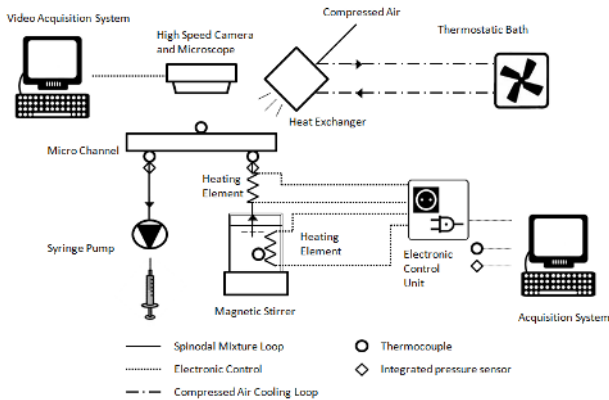 Video Acquisition System
High Speed Camera
and Microscope
Compressed Air
Thermostatic Bath
Heat Exchanger
Micro Channel
Heating
Element
Syringe Pump
Heating
Element
Electronic
Control
Unit
Magnetic Stirrer
Acquisition System
Spinodal Mixture Loop
Thermocouple
Electronic Control
Integrated pressure sensor
Compressed Air Cooling Loop